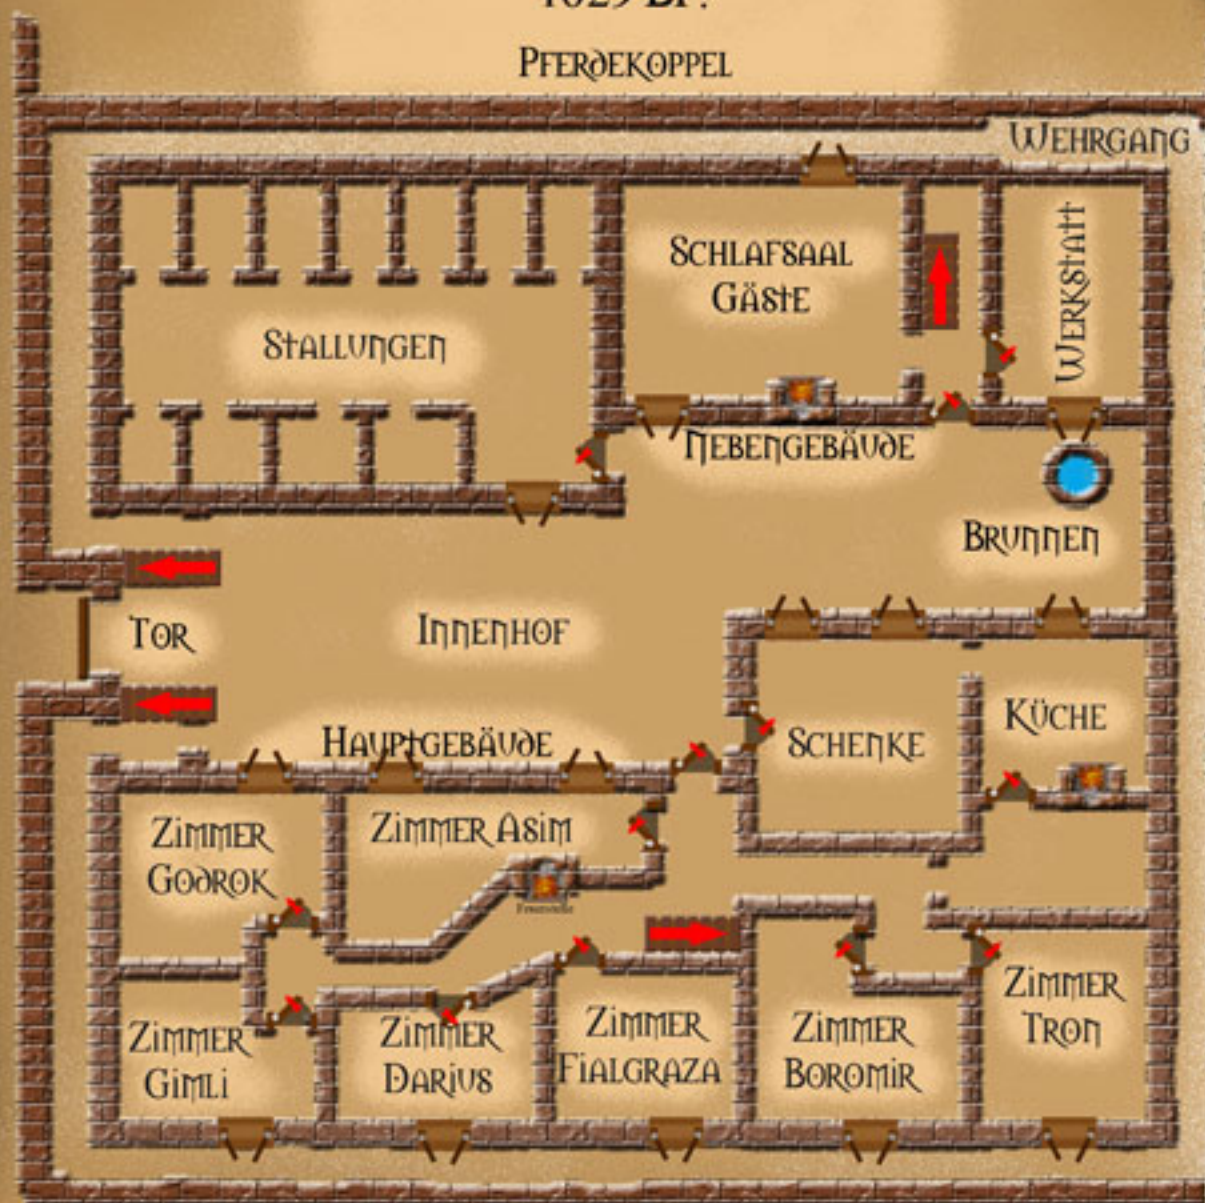 Pferdekoppel
Wehrgang
Schlafsaal
Gäste
Werkstatt
Stallungen
Nebengebäude
Brunnen
Tor
Innenhof
Küche
Hauptgebäude
Schenke
Zimmer
Godrok
Zimmer Asim
Zimmer
Gimli
Zimmer
Darius
Zimmer
Fialgraza
Zimmer
Boromir
Zimmer
Tron